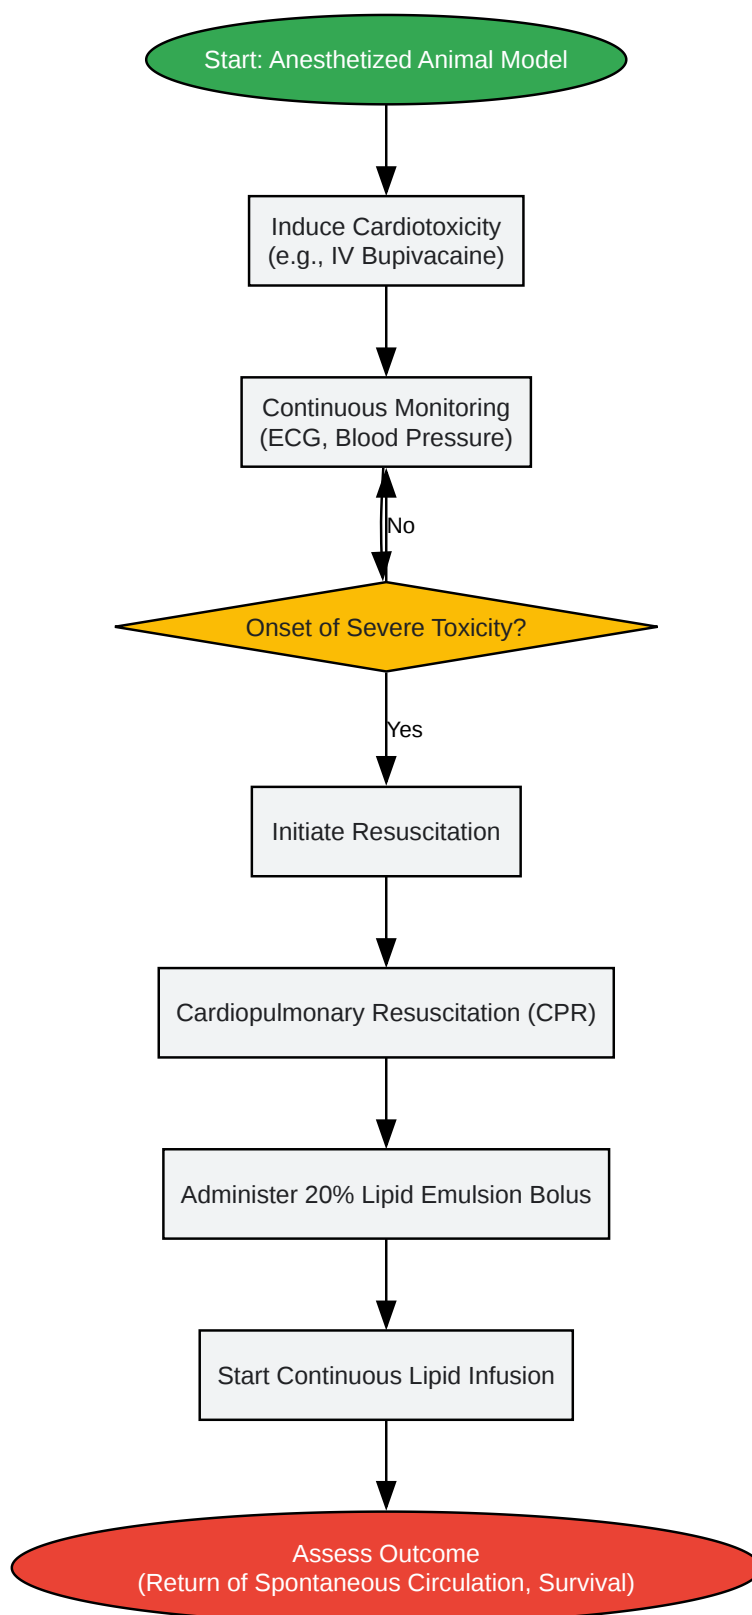 Start: Anesthetized Animal Model
Induce Cardiotoxicity
(e.g., IV Bupivacaine)
Continuous Monitoring
(ECG, Blood Pressure)
No
Onset of Severe Toxicity?
Yes
Initiate Resuscitation
Cardiopulmonary Resuscitation (CPR)
Administer 20% Lipid Emulsion Bolus
Start Continuous Lipid Infusion
Assess Outcome
(Return of Spontaneous Circulation, Survival)